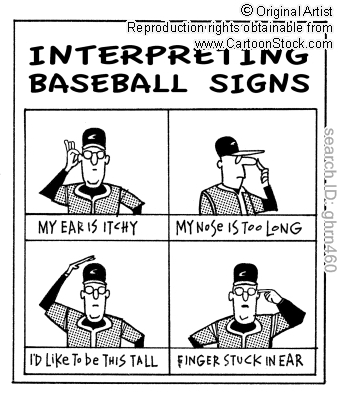 © Original Artist
Reproduction rights obtainable from
www.CartoonStock.com
INTERPRETING
BASEBALL SIGNS
MY EAR IS ITCHY
MY NOSE IS TOO LONG
I'D LIKE TO bE THIS TALL
FINGER STUCK IN EAR
search ID: ghm460